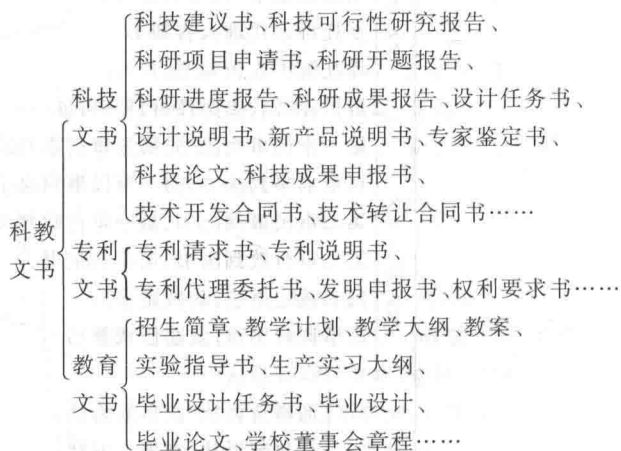 科技建议书、科技可行性研究报告、
科研项目申请书、科研开题报告、
科技 科研进度报告、科研成果报告、设计任务书、
文书 设计说明书、新产品说明书、专家鉴定书、
科技论文、科技成果申报书、
技术开发合同书、技术转让合同书……
科教
文书
专利 专利请求书、专利说明书、
文书 专利代理委托书、发明申报书、权利要求书……
招生简章、教学计划、教学大纲、教案、
教育 实验指导书、生产实习大纲、
文书 毕业设计任务书、毕业设计、
毕业论文、学校董事会章程……